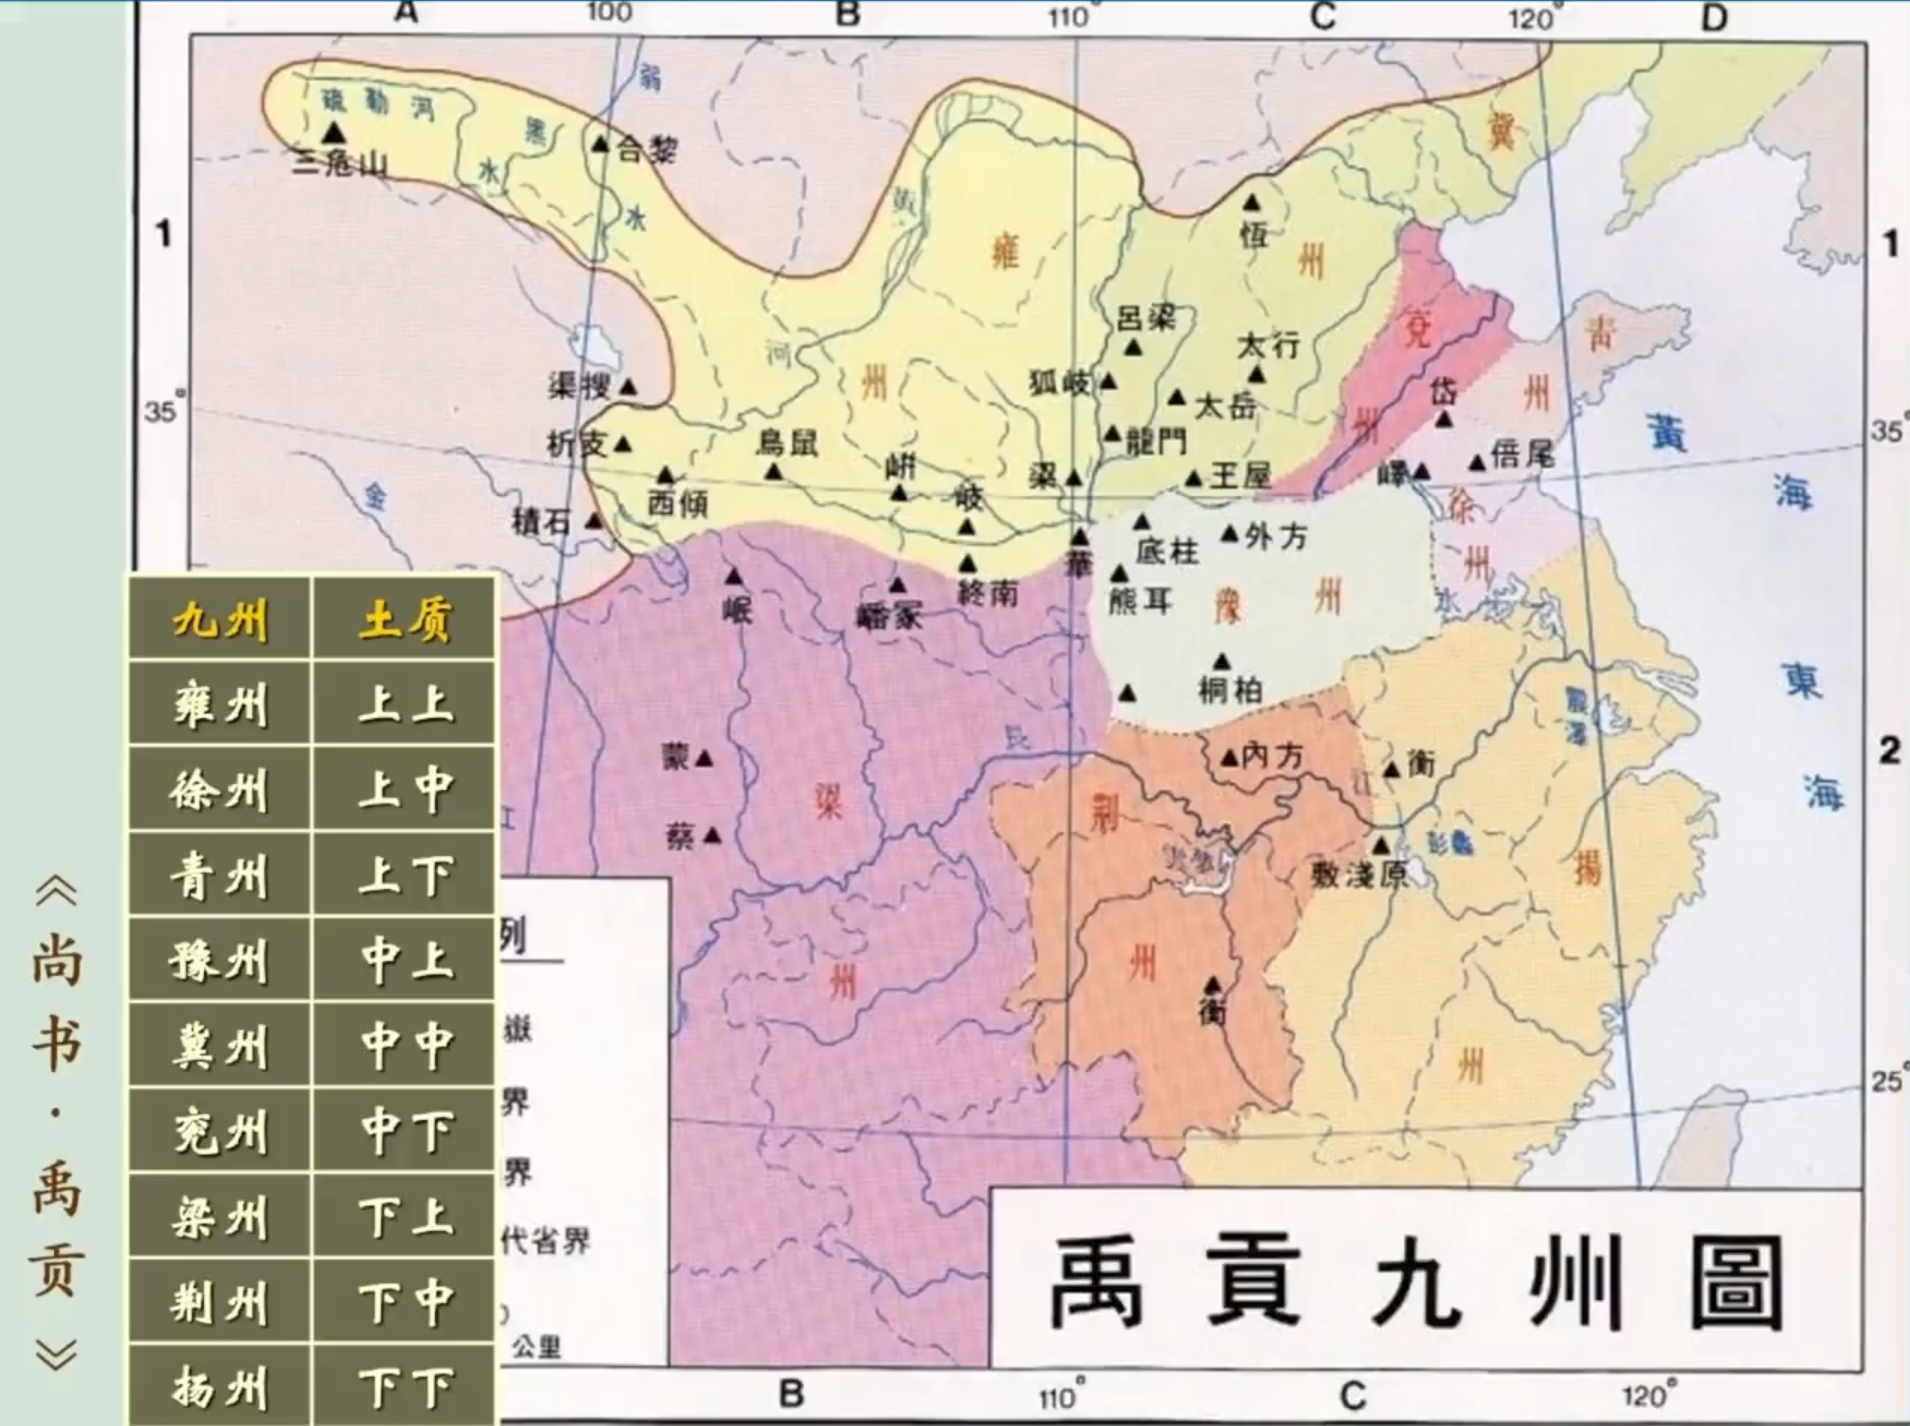 A
100
B
110°
C
120°
D
弱
疏勒河
黑
三危山
合黎
冀
水
水
黃
1
雍
恆
州
1
呂梁
兗
青
河
太行
州
渠搜
狐岐
州
35°
太岳
岱
州
黃
35°
析支
鳥鼠
龍門
倍尾
岍
梁
王屋
嶧
海
金
西傾
岐
徐
積石
外方
底柱
華
州
終南
熊耳
豫
州
岷
嶓冢
水
桐柏
東
震澤
長
2
蒙
內方
江
衡
海
梁
荊
蔡
彭蠡
敷淺原
揚
江
州
州
衡
州
25°
列
嶽
界
界
代省界
公里
禹貢九州圖
B
110°
C
120°
《尚书·禹贡》
九州 土质
雍州 上上
徐州 上中
青州 上下
豫州 中上
冀州 中中
兖州 中下
梁州 下上
荆州 下中
扬州 下下